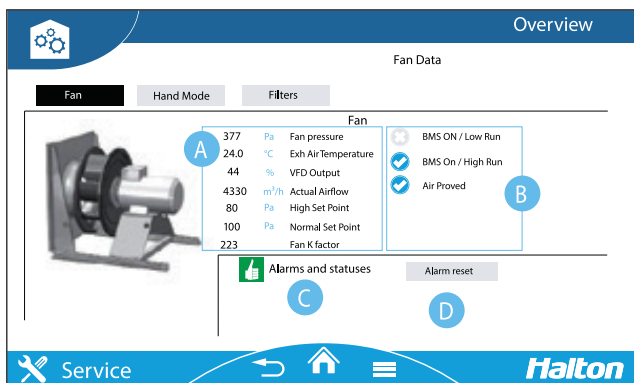 Overview
Fan Data
Fan
Hand Mode
Filters
Fan
A
377 Pa Fan pressure
24.0 °C Exh AirTemperature
44 % VFD Output
4330 m³/h Actual Airflow
80 Pa High Set Point
100 Pa Normal Set Point
223 Fan K factor
BMS ON / Low Run
BMS On / High Run
Air Proved
B
Alarms and statuses
Alarm reset
C
D
Service
Halton